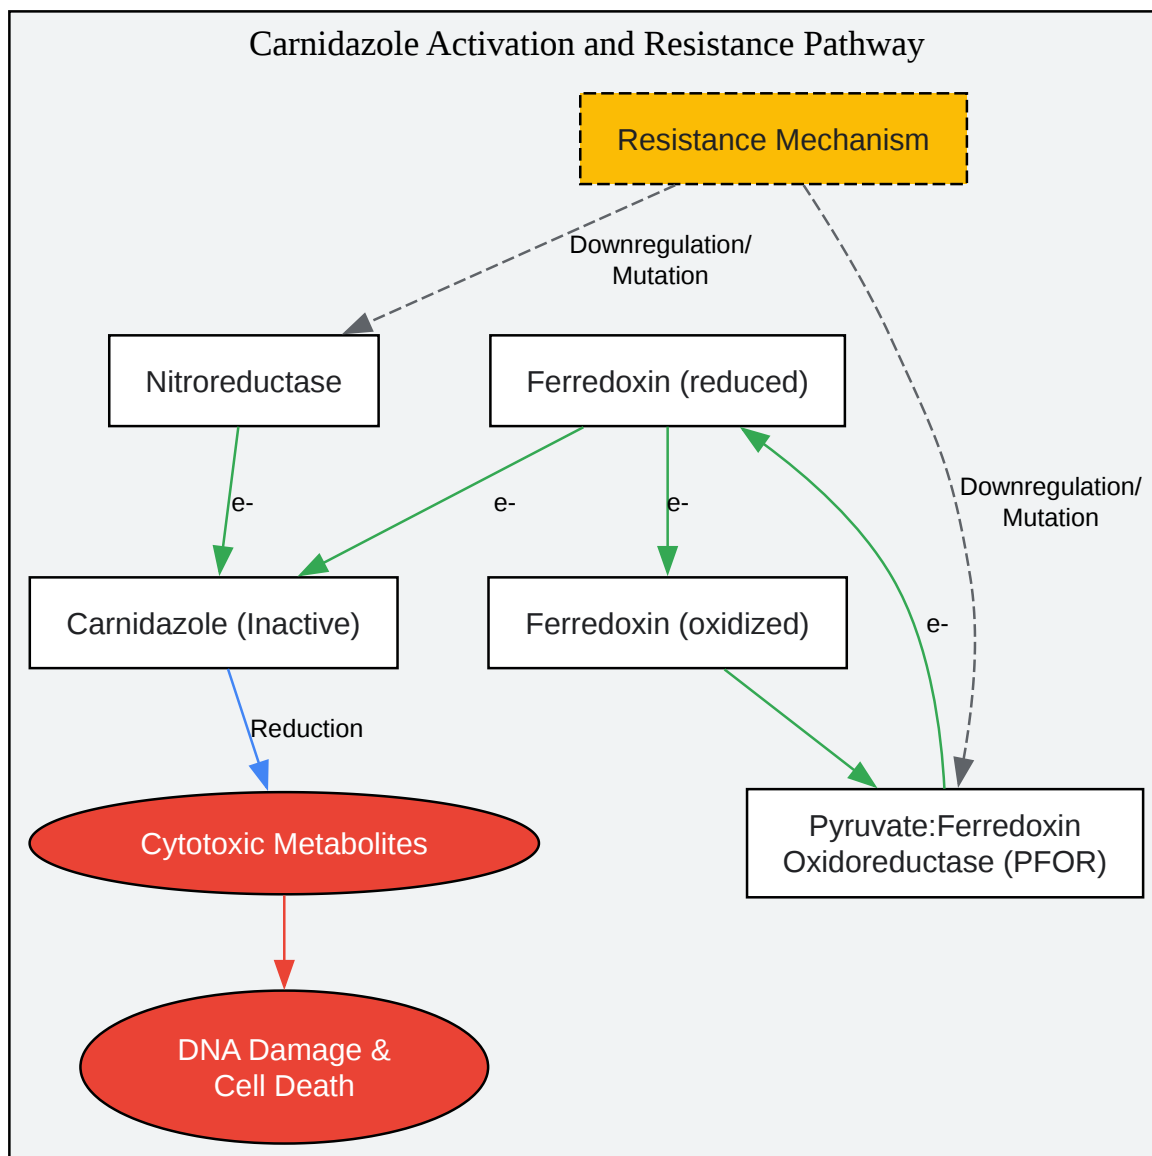 Carnidazole Activation and Resistance Pathway
Resistance Mechanism
Downregulation/
Mutation
Nitroreductase
Ferredoxin (reduced)
e-
e-
e-
Downregulation/
Mutation
Carnidazole (Inactive)
Ferredoxin (oxidized)
e-
Reduction
Cytotoxic Metabolites
Pyruvate:Ferredoxin
Oxidoreductase (PFOR)
DNA Damage &
Cell Death